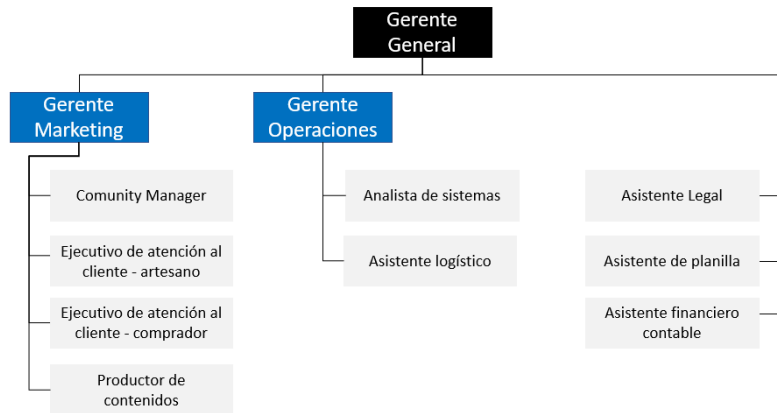 Gerente
General
Gerente
Marketing
Gerente
Operaciones
Comunity Manager
Analista de sistemas
Asistente Legal
Ejecutivo de atención al
cliente - artesano
Asistente logístico
Asistente de planilla
Ejecutivo de atención al
cliente - comprador
Asistente financiero
contable
Productor de
contenidos